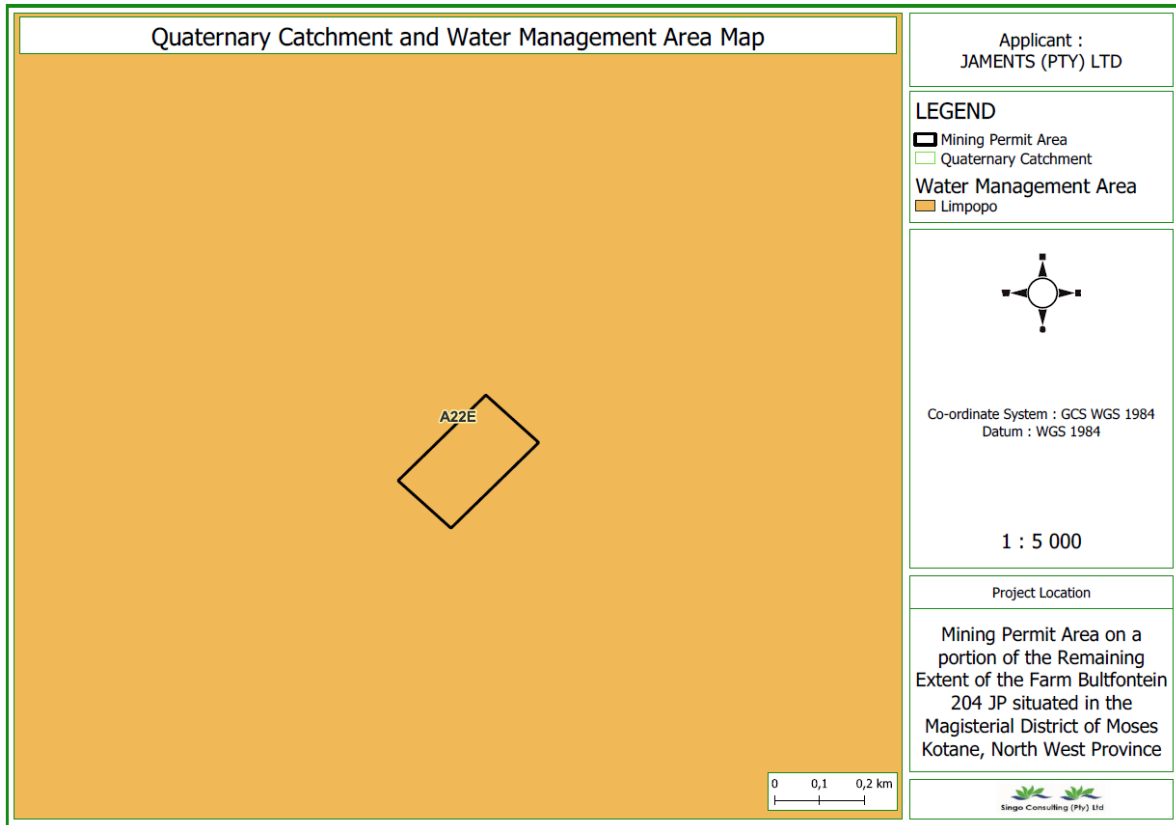 Quaternary Catchment and Water Management Area Map
A22E
0 0,1 0,2 km
Applicant :
JAMENTS (PTY) LTD
LEGEND
Mining Permit Area
Quaternary Catchment
Water Management Area
Limpopo
Co-ordinate System : GCS WGS 1984
Datum : WGS 1984
1 : 5 000
Project Location
Mining Permit Area on a
portion of the Remaining
Extent of the Farm Bultfontein
204 JP situated in the
Magisterial District of Moses
Kotane, North West Province
Singo Consulting (Pty) Ltd